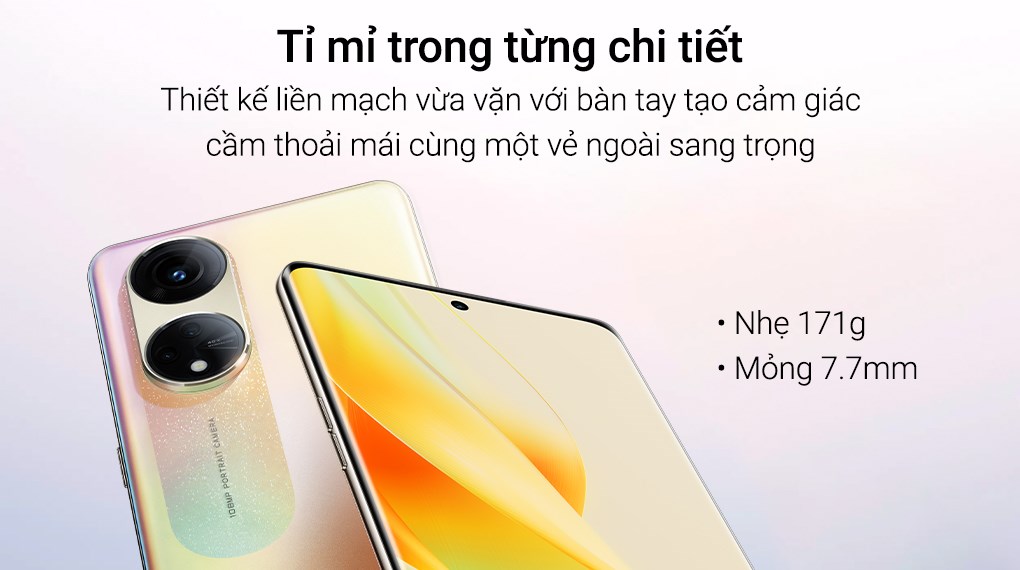 Tỉ mỉ trong từng chi tiết
Thiết kế liền mạch vừa vặn với bàn tay tạo cảm giác
cầm thoải mái cùng một vẻ ngoài sang trọng
• Nhẹ 171g
• Mỏng 7.7mm
108MP PORTRAIT CAMERA